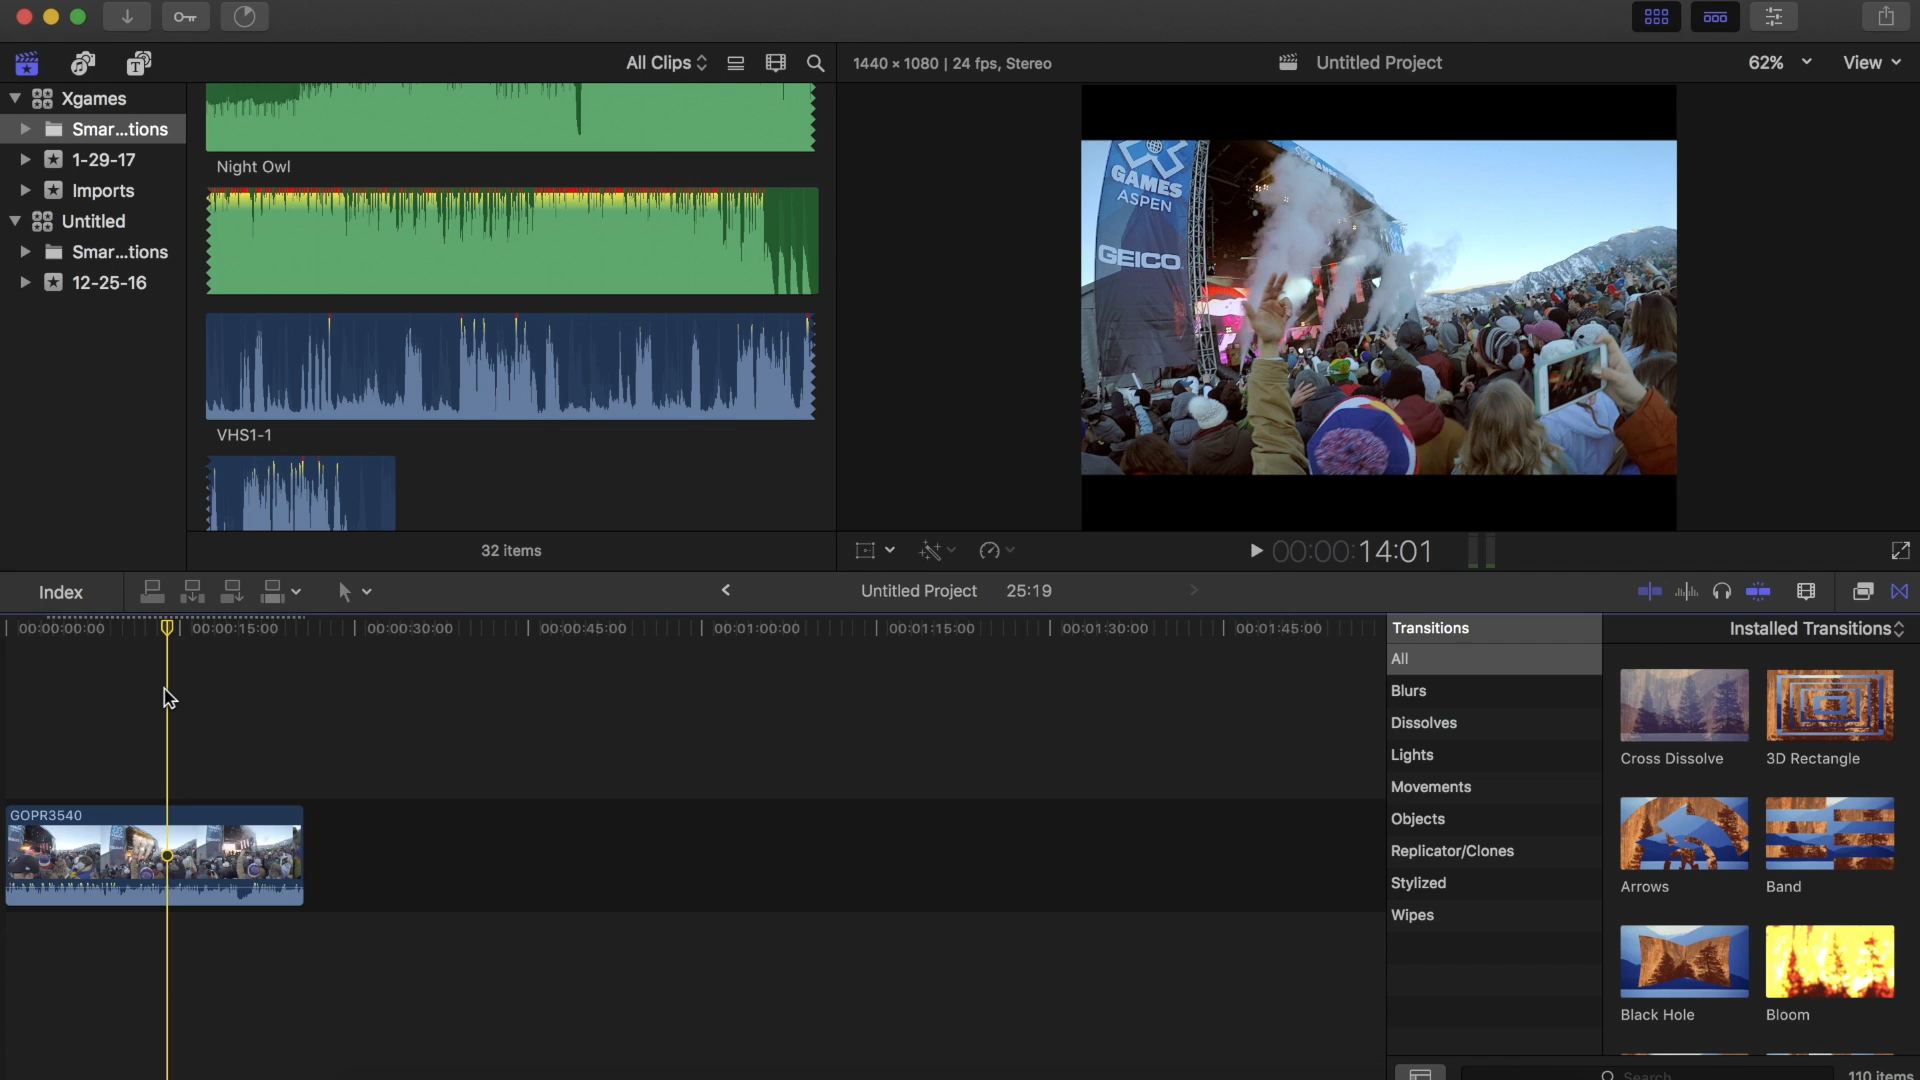 All Clips
1440 × 1080 | 24 fps, Stereo
Untitled Project
62%
View
Xgames
Smar...tions
1-29-17
Imports
Untitled
Smar...tions
12-25-16
Night Owl
VHS1-1
32 items
GAMES
ASPEN
GEICO
00:00:14:01
Index
Untitled Project
25:19
00:00:00:00
00:00:15:00
00:00:30:00
00:00:45:00
00:01:00:00
00:01:15:00
00:01:30:00
00:01:45:00
GOPR3540
Transitions
All
Blurs
Dissolves
Lights
Movements
Objects
Replicator/Clones
Stylized
Wipes
Installed Transitions
Cross Dissolve
3D Rectangle
Arrows
Band
Black Hole
Bloom
Search
110 items